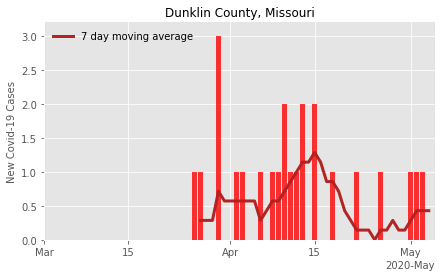 Dunklin County, Missouri
7 day moving average
New Covid-19 Cases
3.0
2.5
2.0
1.5
1.0
0.5
0.0
Mar 15 Apr 15 May
2020-May